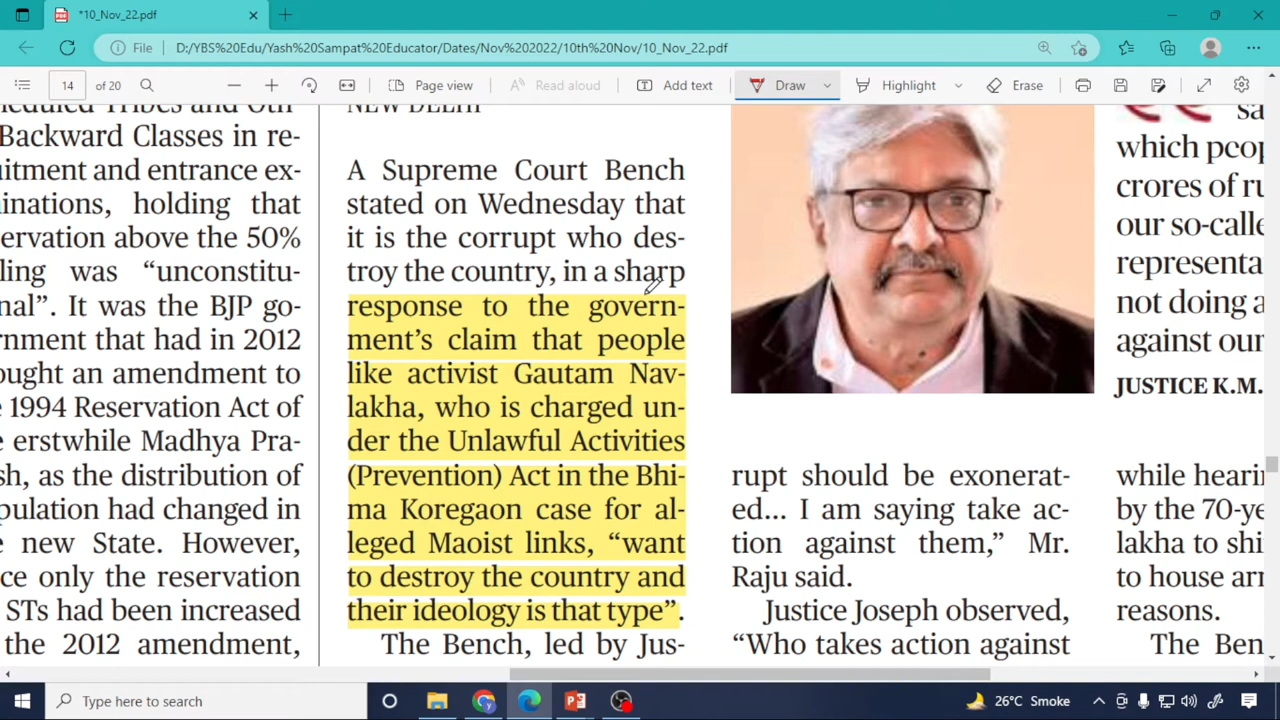 *10_Nov_22.pdf
File
D:/YBS%20Edu/Yash%20Sampat%20Educator/Dates/Nov%202022/10th%20Nov/10_Nov_22.pdf
14 of 20
Page view
Read aloud
Add text
Draw
Highlight
Erase
Backward Classes in re-
uitment and entrance ex-
inations, holding that
ervation above the 50%
ling was “unconstitu-
nal”. It was the BJP go-
rnment that had in 2012
ought an amendment to
e 1994 Reservation Act of
e erstwhile Madhya Pra-
sh, as the distribution of
pulation had changed in
e new State. However,
ce only the reservation
STs had been increased
the 2012 amendment,
NEW DELHI
A Supreme Court Bench
stated on Wednesday that
it is the corrupt who des-
troy the country, in a sharp
response to the govern-
ment’s claim that people
like activist Gautam Nav-
lakha, who is charged un-
der the Unlawful Activities
(Prevention) Act in the Bhi-
ma Koregaon case for al-
leged Maoist links, “want
to destroy the country and
their ideology is that type”.
The Bench, led by Jus-
rupt should be exonerat-
ed... I am saying take ac-
tion against them,” Mr.
Raju said.
Justice Joseph observed,
“Who takes action against
sa
which peop
crores of ru
our so-calle
representa
not doing a
against our
JUSTICE K.M.
while hearin
by the 70-ye
lakha to shi
to house arr
reasons.
The Ben
Type here to search
26°C Smoke